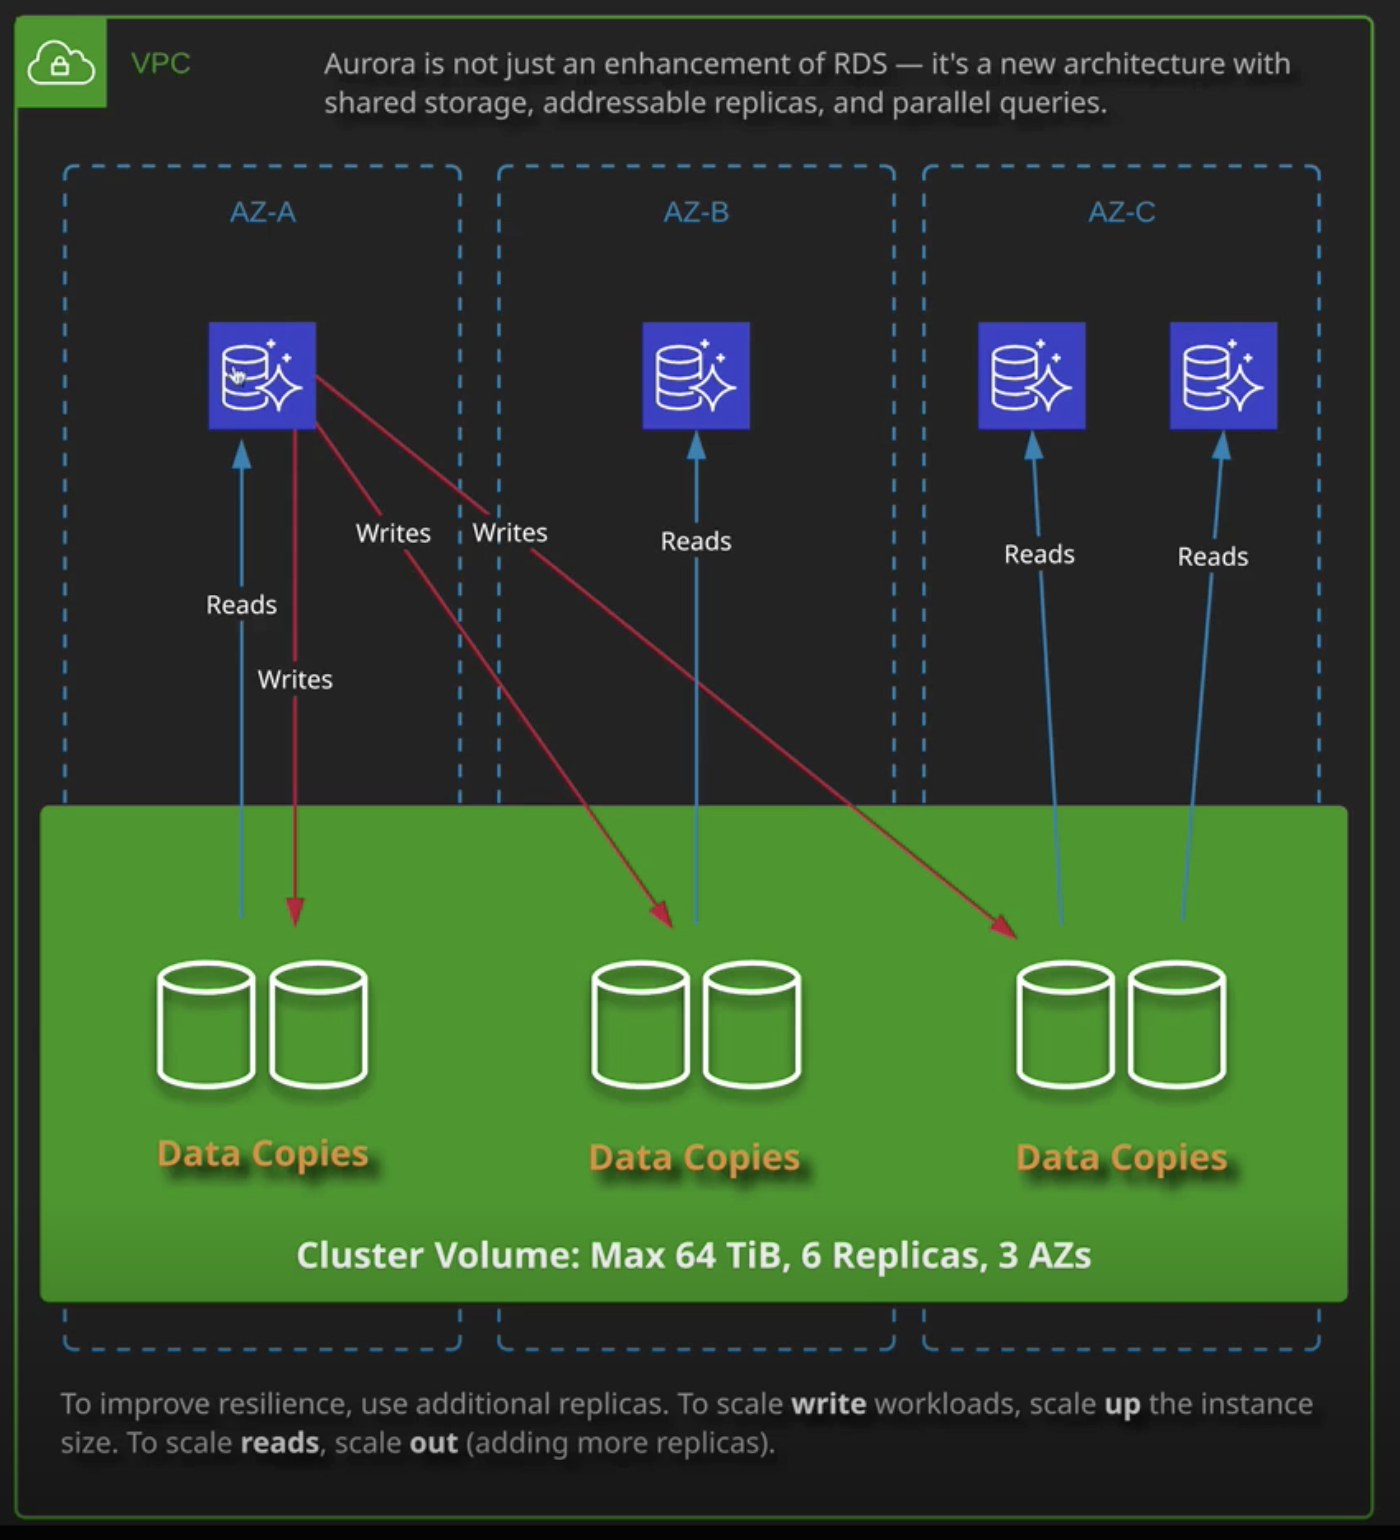 VPC
Aurora is not just an enhancement of RDS — it's a new architecture with
shared storage, addressable replicas, and parallel queries.
AZ-A
AZ-B
AZ-C
Writes
Writes
Reads
Reads
Reads
Reads
Writes
Data Copies
Data Copies
Data Copies
Cluster Volume: Max 64 TiB, 6 Replicas, 3 AZs
To improve resilience, use additional replicas. To scale write workloads, scale up the instance
size. To scale reads, scale out (adding more replicas).